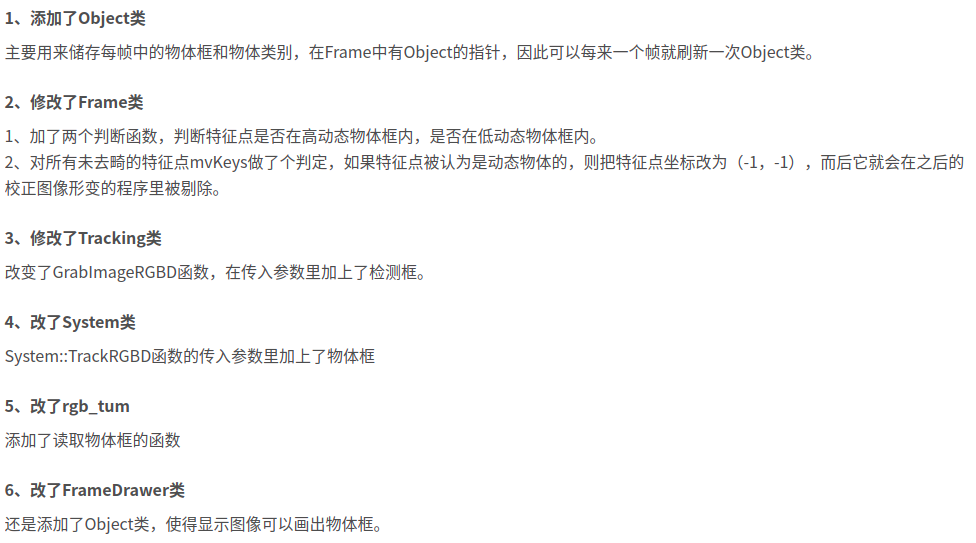 1、添加了Object类
主要用来储存每帧中的物体框和物体类别，在Frame中有Object的指针，因此可以每来一个帧就刷新一次Object类。
2、修改了Frame类
1、加了两个判断函数，判断特征点是否在高动态物体框内，是否在低动态物体框内。
2、对所有未去畸的特征点mvKeys做了个判定，如果特征点被认为是动态物体的，则把特征点坐标改为（-1，-1），而后它就会在之后的
校正图像形变的程序里被剔除。
3、修改了Tracking类
改变了GrabImageRGBD函数，在传入参数里加上了检测框。
4、改了System类
System::TrackRGBD函数的传入参数里加上了物体框
5、改了rgb_tum
添加了读取物体框的函数
6、改了FrameDrawer类
还是添加了Object类，使得显示图像可以画出物体框。